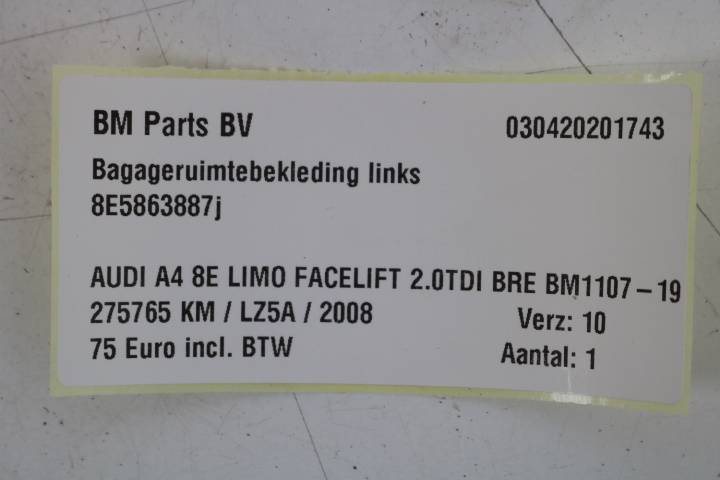 BM Parts BV 030420201743
Bagageruimtebekleding links
8E5863887j
AUDI A4 8E LIMO FACELIFT 2.0TDI BRE BM1107-19
275765 KM / LZ5A / 2008 Verz: 10
75 Euro incl. BTW Aantal: 1